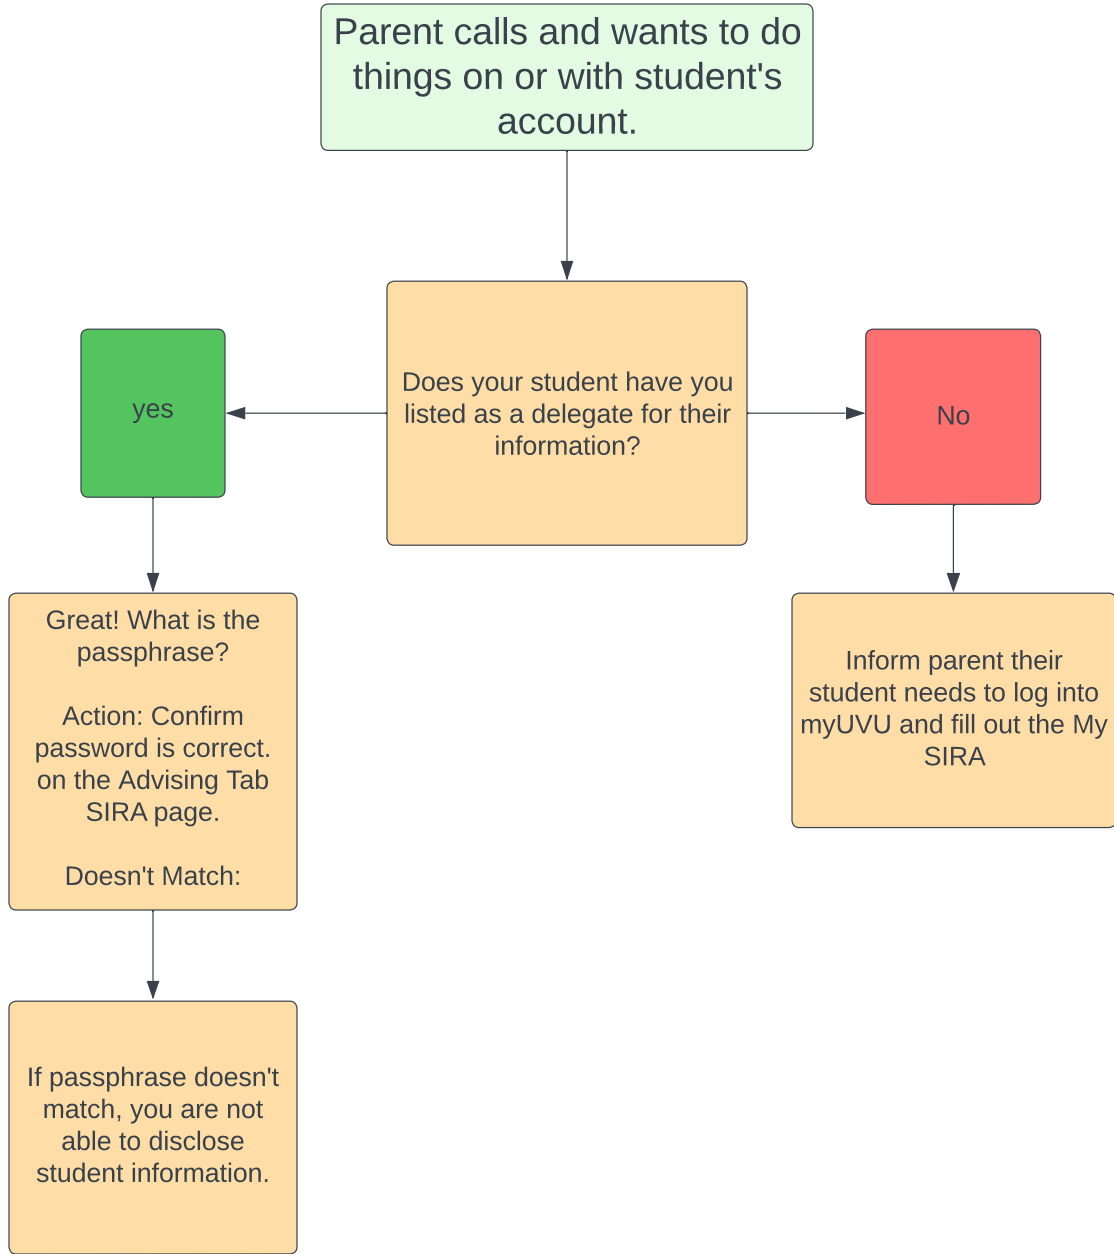 Parent calls and wants to do
things on or with student's
account.
Does your student have you
listed as a delegate for their
information?
yes
No
Great! What is the
passphrase?
Action: Confirm
password is correct.
on the Advising Tab
SIRA page.
Doesn't Match:
Inform parent their
student needs to log into
myUVU and fill out the My
SIRA
If passphrase doesn't
match, you are not
able to disclose
student information.